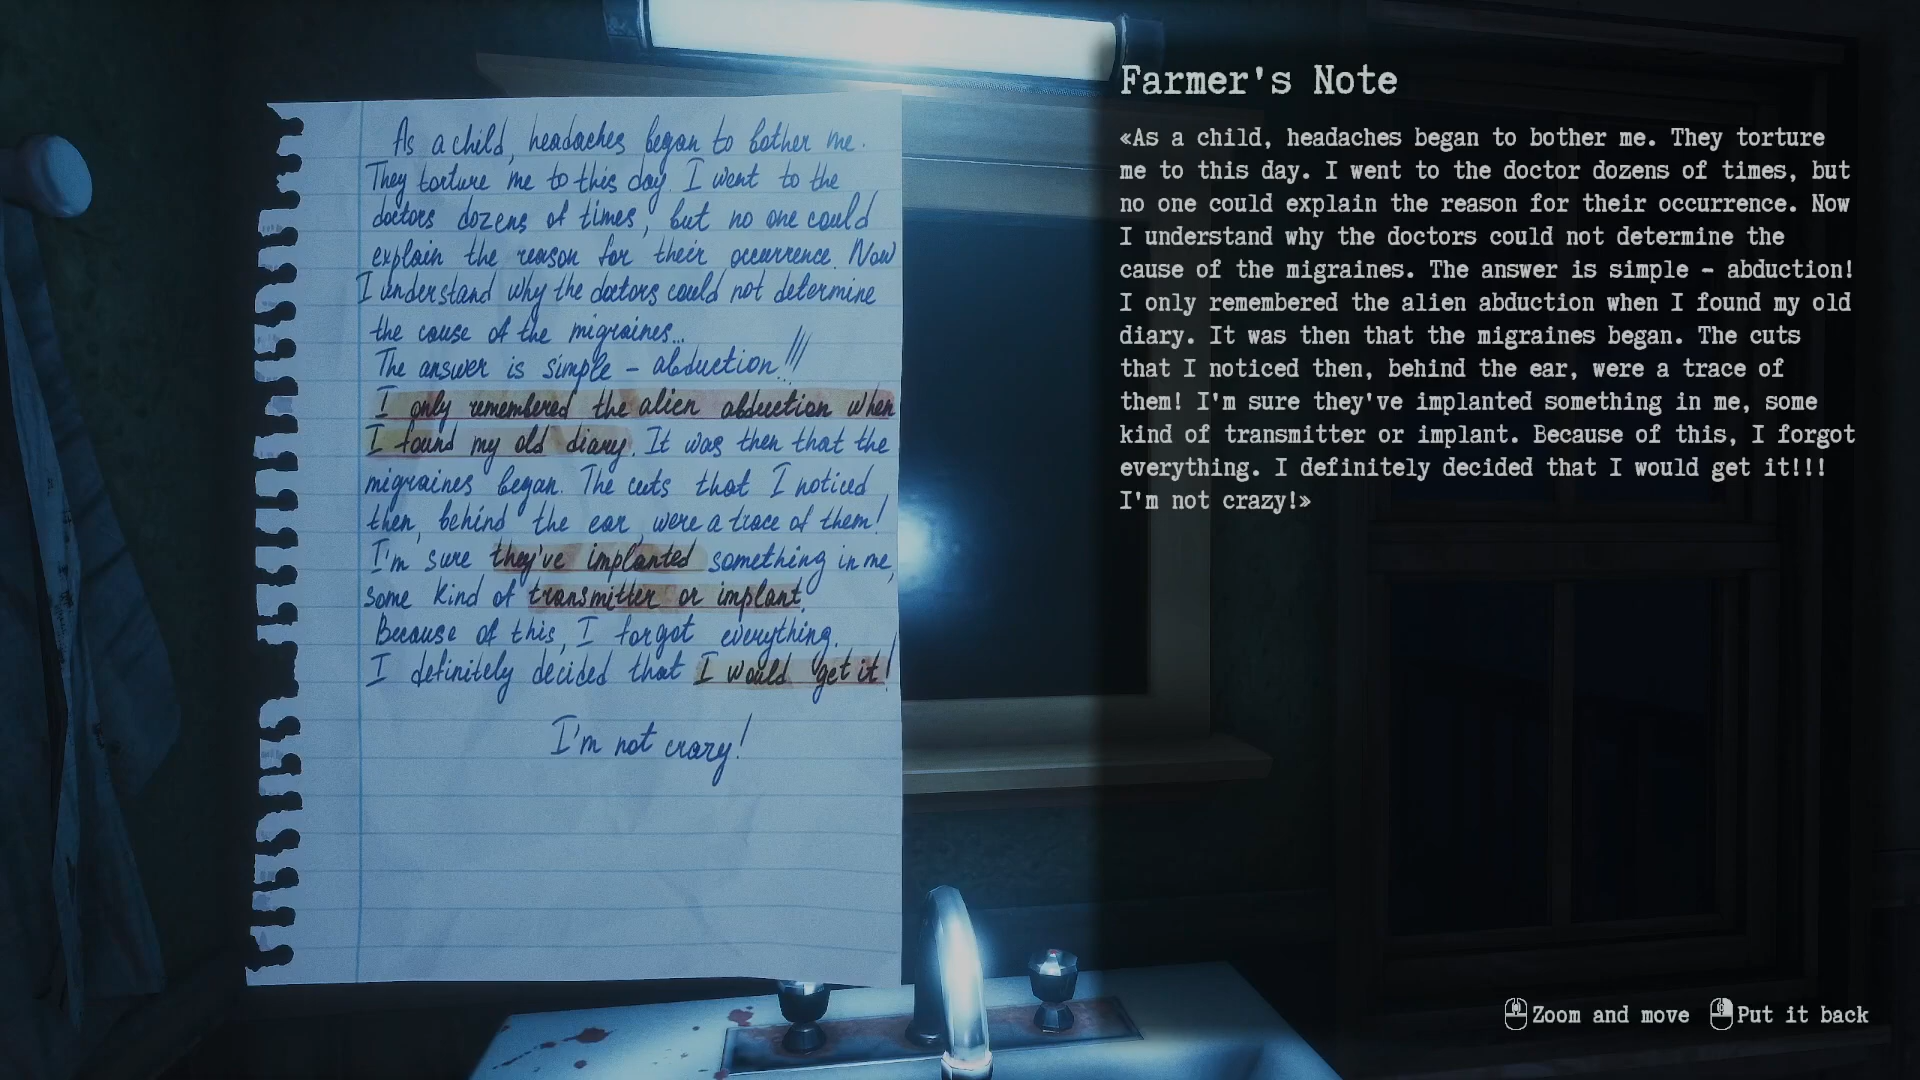 As a child, headaches began to bother me.
They torture me to this day. I went to the
doctors dozens of times, but no one could
explain the reason for their occurrence. Now
I understand why the doctors could not determine
the cause of the migraines...
The answer is simple - abduction!!!
I only remembered the alien abduction when
I found my old diary. It was then that the
migraines began. The cuts that I noticed
then, behind the ear, were a trace of them!
I'm sure they've implanted something in me,
some kind of transmitter or implant.
Because of this, I forgot everything.
I definitely decided that I would get it!
I'm not crazy!
Farmer's Note
«As a child, headaches began to bother me. They torture
me to this day. I went to the doctor dozens of times, but
no one could explain the reason for their occurrence. Now
I understand why the doctors could not determine the
cause of the migraines. The answer is simple – abduction!
I only remembered the alien abduction when I found my old
diary. It was then that the migraines began. The cuts
that I noticed then, behind the ear, were a trace of
them! I'm sure they've implanted something in me, some
kind of transmitter or implant. Because of this, I forgot
everything. I definitely decided that I would get it!!!
I'm not crazy!»
Zoom and move Put it back